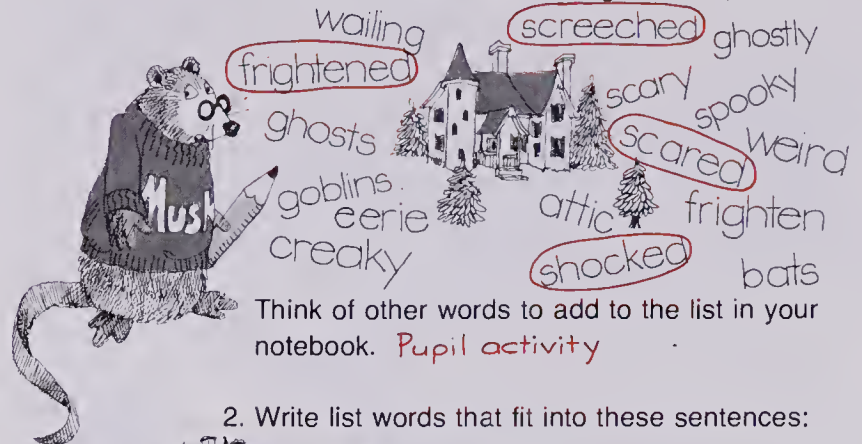 wailing
screeched
ghostly
frightened
scary
spooky
ghosts
scared
weird
Mush
goblins
eerie
attic
frighten
creaky
shocked
bats
Think of other words to add to the list in your
notebook. Pupil activity
2. Write list words that fit into these sentences: